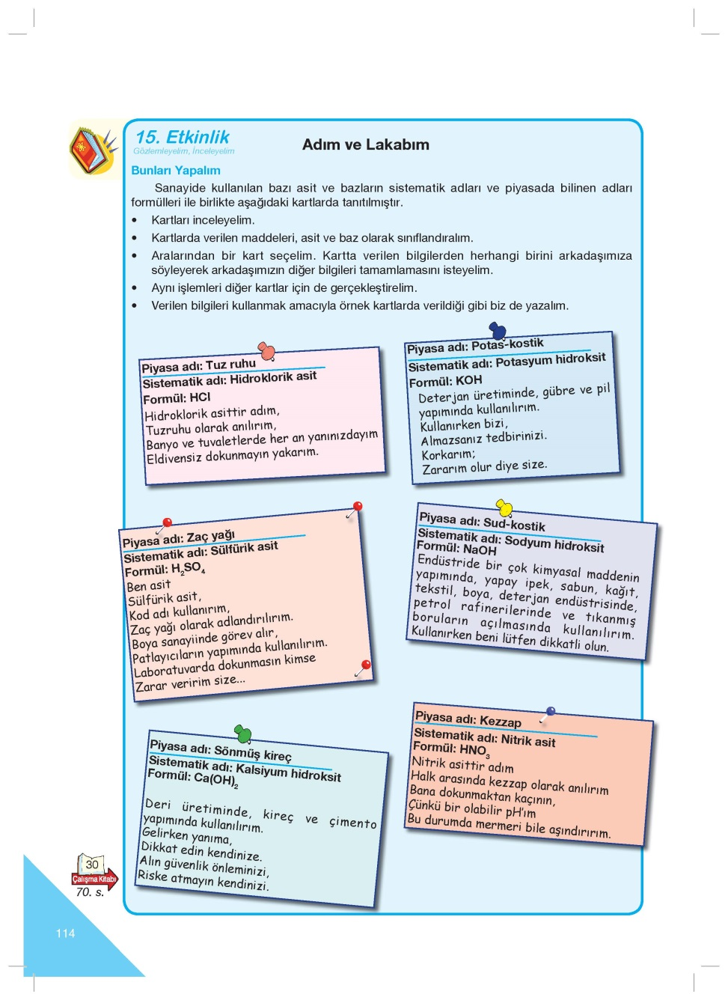 15. Etkinlik
Gözlemleyelim, İnceleyelim
Adım ve Lakabım
Bunları Yapalım
Sanayide kullanılan bazı asit ve bazların sistematik adları ve piyasada bilinen adları
formülleri ile birlikte aşağıdaki kartlarda tanıtılmıştır.
• Kartları inceleyelim.
• Kartlarda verilen maddeleri, asit ve baz olarak sınıflandıralım.
• Aralarından bir kart seçelim. Kartta verilen bilgilerden herhangi birini arkadaşımıza
söyleyerek arkadaşımızın diğer bilgileri tamamlamasını isteyelim.
• Aynı işlemleri diğer kartlar için de gerçekleştirelim.
• Verilen bilgileri kullanmak amacıyla örnek kartlarda verildiği gibi biz de yazalım.
Piyasa adı: Tuz ruhu
Sistematik adı: Hidroklorik asit
Formül: HCl
Hidroklorik asittir adım,
Tuzruhu olarak anılırım,
Banyo ve tuvaletlerde her an yanınızdayım
Eldivensiz dokunmayın yakarım.
Piyasa adı: Potas-kostik
Sistematik adı: Potasyum hidroksit
Formül: KOH
Deterjan üretiminde, gübre ve pil
yapımında kullanılırım.
Kullanırken bizi,
Almazsanız tedbirinizi.
Korkarım;
Zararım olur diye size.
Piyasa adı: Zaç yağı
Sistematik adı: Sülfürik asit
Formül: H₂SO₄
Ben asit
Sülfürik asit,
Kod adı kullanırım,
Zaç yağı olarak adlandırılırım.
Boya sanayiinde görev alır,
Patlayıcıların yapımında kullanılırım.
Laboratuvarda dokunmasın kimse
Zarar veririm size...
Piyasa adı: Sud-kostik
Sistematik adı: Sodyum hidroksit
Formül: NaOH
Endüstride bir çok kimyasal maddenin
yapımında, yapay ipek, sabun, kağıt,
tekstil, boya, deterjan endüstrisinde,
petrol rafinerilerinde ve tıkanmış
boruların açılmasında kullanılırım.
Kullanırken beni lütfen dikkatli olun.
Piyasa adı: Sönmüş kireç
Sistematik adı: Kalsiyum hidroksit
Formül: Ca(OH)₂
Deri üretiminde, kireç ve çimento
yapımında kullanılırım.
Gelirken yanıma,
Dikkat edin kendinize.
Alın güvenlik önleminizi,
Riske atmayın kendinizi.
Piyasa adı: Kezzap
Sistematik adı: Nitrik asit
Formül: HNO₃
Nitrik asittir adım
Halk arasında kezzap olarak anılırım
Bana dokunmaktan kaçının,
Çünkü bir olabilir pH'ım
Bu durumda mermeri bile aşındırırım.
30
Çalışma Kitabı
70. s.
114